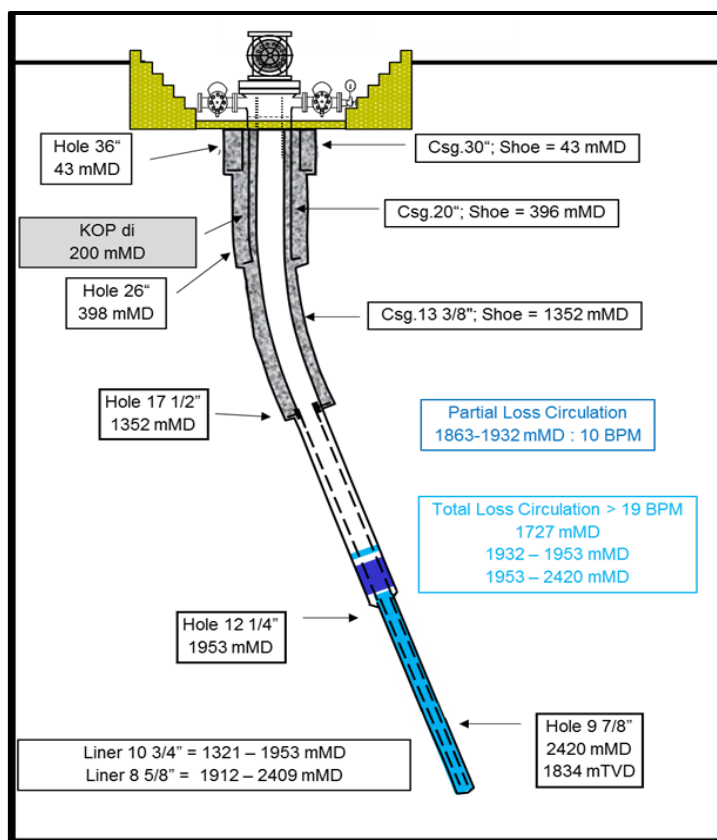 Hole 36“
43 mMD
Csg.30“; Shoe = 43 mMD
KOP di
200 mMD
Csg.20“; Shoe = 396 mMD
Hole 26“
398 mMD
Csg.13 3/8"; Shoe = 1352 mMD
Hole 17 1/2”
1352 mMD
Partial Loss Circulation
1863-1932 mMD : 10 BPM
Total Loss Circulation > 19 BPM
1727 mMD
1932 – 1953 mMD
1953 – 2420 mMD
Hole 12 1/4”
1953 mMD
Hole 9 7/8”
2420 mMD
1834 mTVD
Liner 10 3/4” = 1321 – 1953 mMD
Liner 8 5/8” = 1912 – 2409 mMD